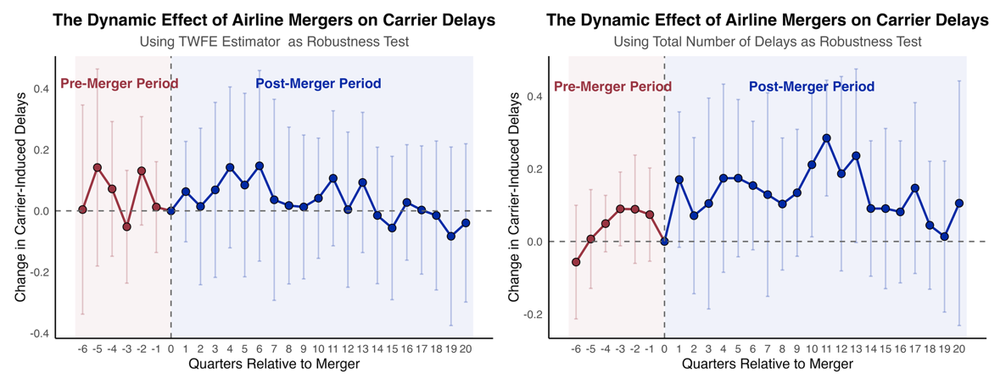 The Dynamic Effect of Airline Mergers on Carrier Delays
Using TWFE Estimator  as Robustness Test
Change in Carrier-Induced Delays
0.4
0.2
0.0
-0.2
-0.4
Pre-Merger Period
Post-Merger Period
-6 -5 -4 -3 -2 -1 0 1 2 3 4 5 6 7 8 9 10 11 12 13 14 15 16 17 18 19 20
Quarters Relative to Merger
The Dynamic Effect of Airline Mergers on Carrier Delays
Using Total Number of Delays as Robustness Test
Change in Carrier-Induced Delays
0.4
0.2
0.0
-0.2
Pre-Merger Period
Post-Merger Period
-6 -5 -4 -3 -2 -1 0 1 2 3 4 5 6 7 8 9 10 11 12 13 14 15 16 17 18 19 20
Quarters Relative to Merger